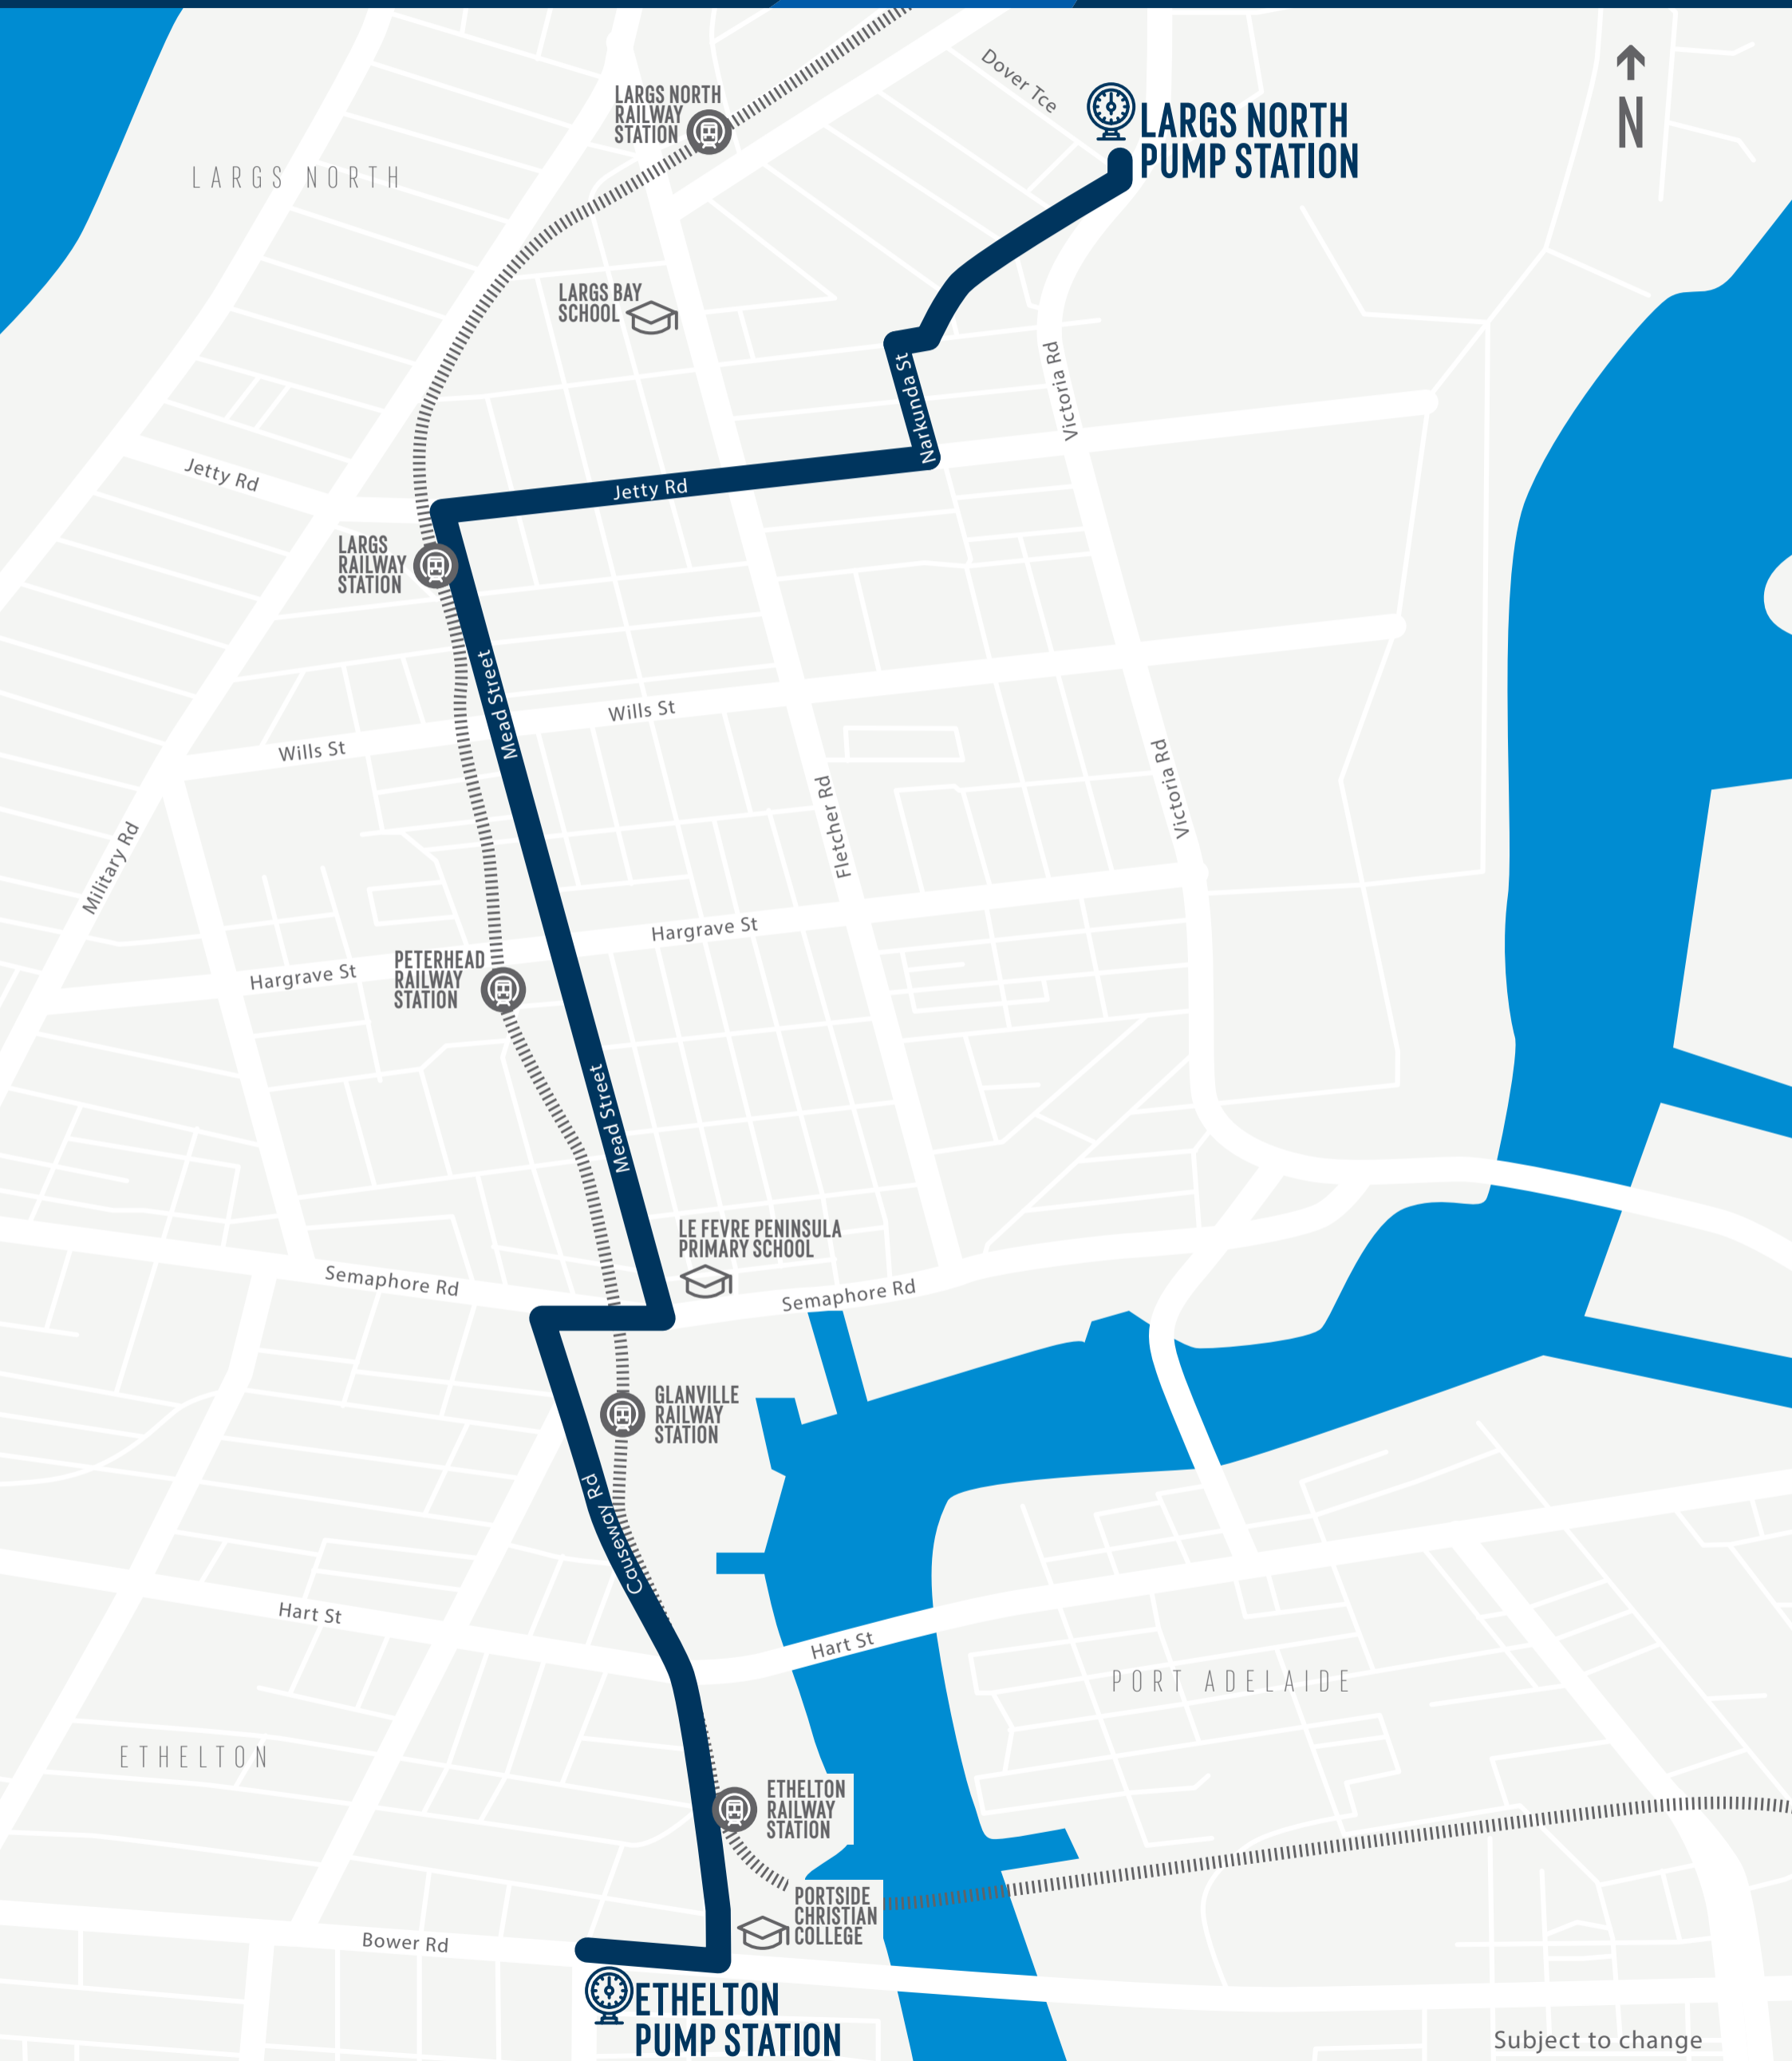 Dover Tce
N
LARGS NORTH
RAILWAY
STATION
LARGS NORTH
PUMP STATION
LARGS NORTH
LARGS BAY
SCHOOL
Narkunda St
Victoria Rd
Jetty Rd
Jetty Rd
LARGS
RAILWAY
STATION
Mead Street
Wills St
Wills St
Military Rd
Fletcher Rd
Victoria Rd
Hargrave St
Hargrave St
PETERHEAD
RAILWAY
STATION
Mead Street
LE FEVRE PENINSULA
PRIMARY SCHOOL
Semaphore Rd
Semaphore Rd
GLANVILLE
RAILWAY
STATION
Causeway Rd
Hart St
Hart St
PORT ADELAIDE
ETHELTON
ETHELTON
RAILWAY
STATION
PORTSIDE
CHRISTIAN
COLLEGE
Bower Rd
ETHELTON
PUMP STATION
Subject to change